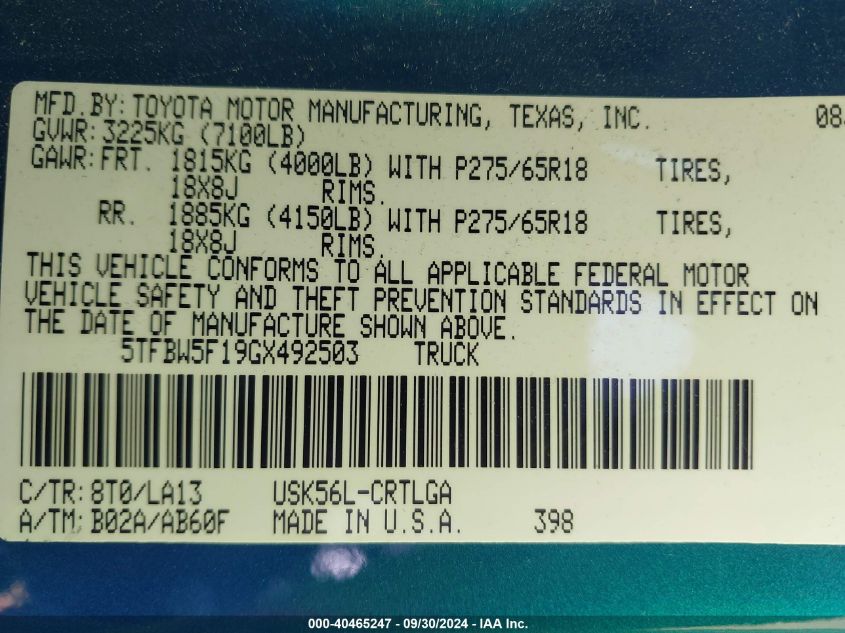 MFD.BY:TOYOTA MOTOR MANUFACTURING, TEXAS, INC. 08
GVWR:3225KG (7100LB)
GAWR:FRT. 1815KG (4000LB) WITH P275/65R18 TIRES,
18X8J RIMS.
RR. 1885KG (4150LB) WITH P275/65R18 TIRES,
18X8J RIMS.
THIS VEHICLE CONFORMS TO ALL APPLICABLE FEDERAL MOTOR
VEHICLE SAFETY AND THEFT PREVENTION STANDARDS IN EFFECT ON
THE DATE OF MANUFACTURE SHOWN ABOVE.
5TFBW5F19GX492503 TRUCK
C/TR:8T0/LA13 USK56L-CRTLGA
A/TM:B02A/AB60F MADE IN U.S.A. 398
000-40465247 - 09/30/2024 - IAA Inc.